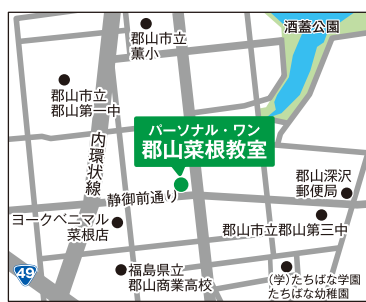 酒蓋公園
郡山市立
薫小
郡山市立
郡山第一中
パーソナル・ワン
郡山菜根教室
内環状線
静御前通り
郡山深沢
郵便局
ヨークベニマル
菜根店
郡山市立郡山第三中
49
福島県立
郡山商業高校
(学)たちばな学園
たちばな幼稚園